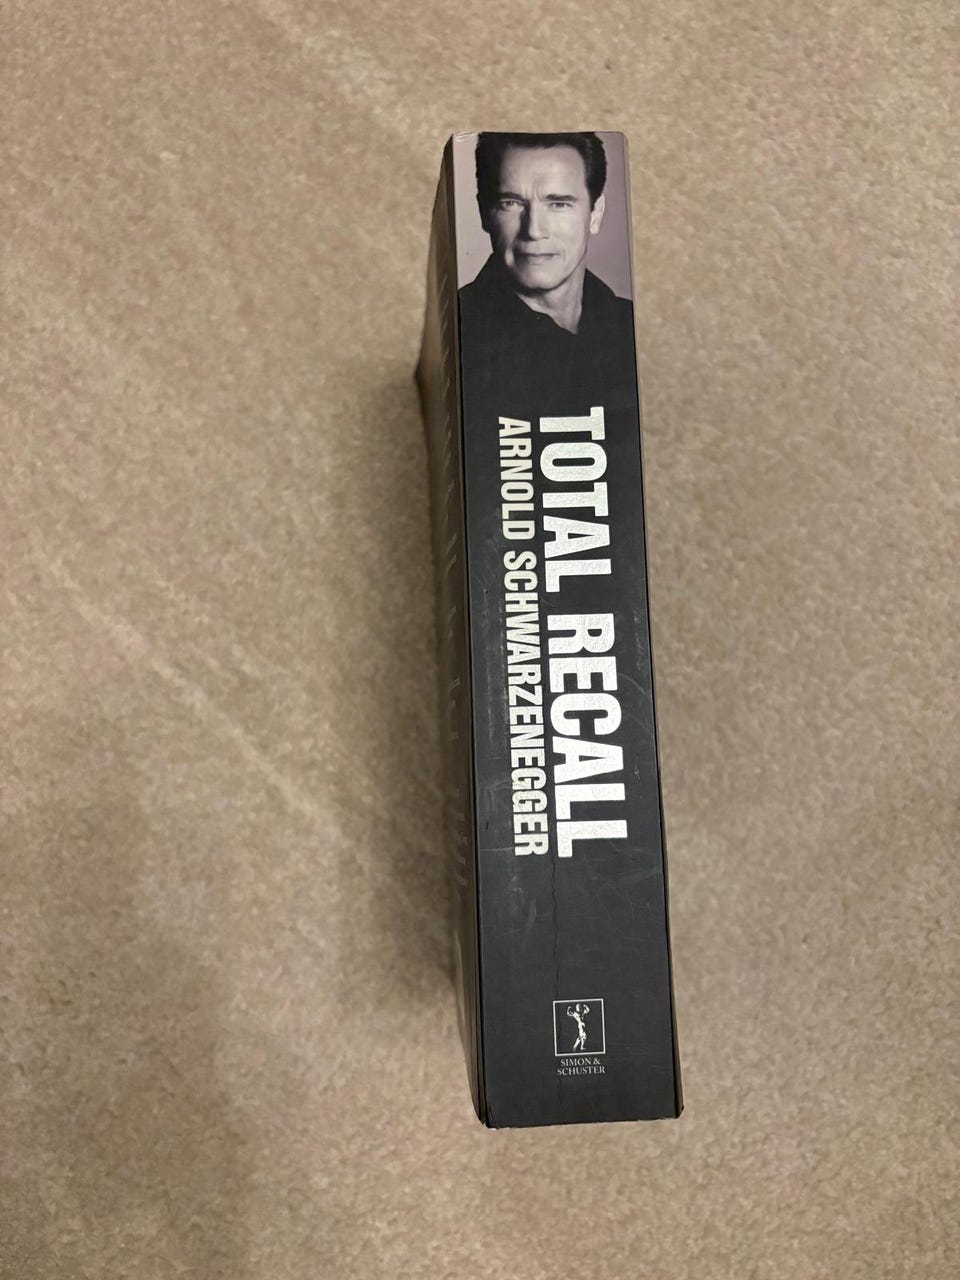 TOTAL RECALL
ARNOLD SCHWARZENEGGER
SIMON &
SCHUSTER